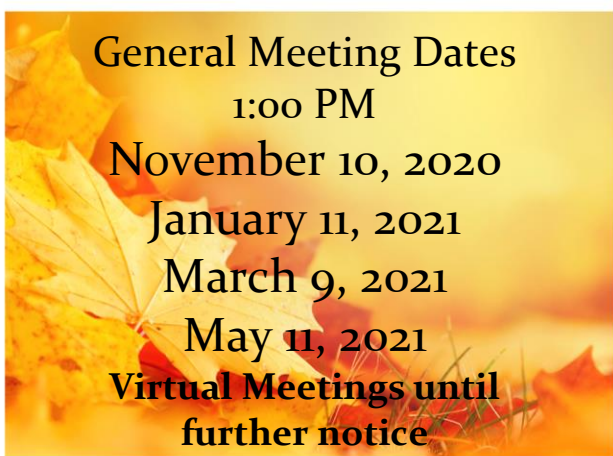 General Meeting Dates
1:00 PM
November 10, 2020
January 11, 2021
March 9, 2021
May 11, 2021
Virtual Meetings until
further notice